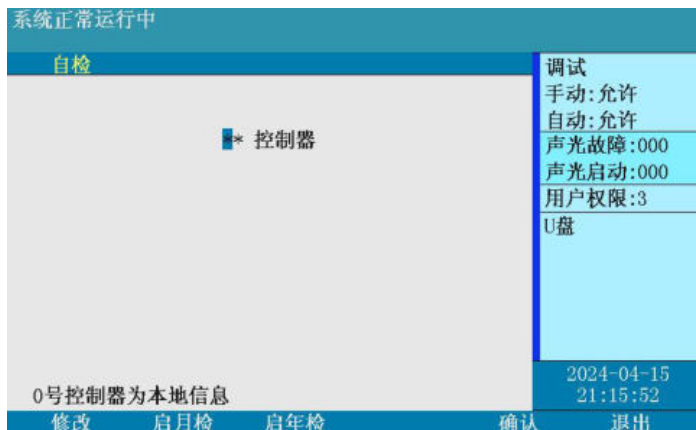 系统正常运行中
自检
** 控制器
0号控制器为本地信息
调试
手动:允许
自动:允许
声光故障:000
声光启动:000
用户权限:3
U盘
2024-04-15
21:15:52
修改 启月检 启年检 确认 退出